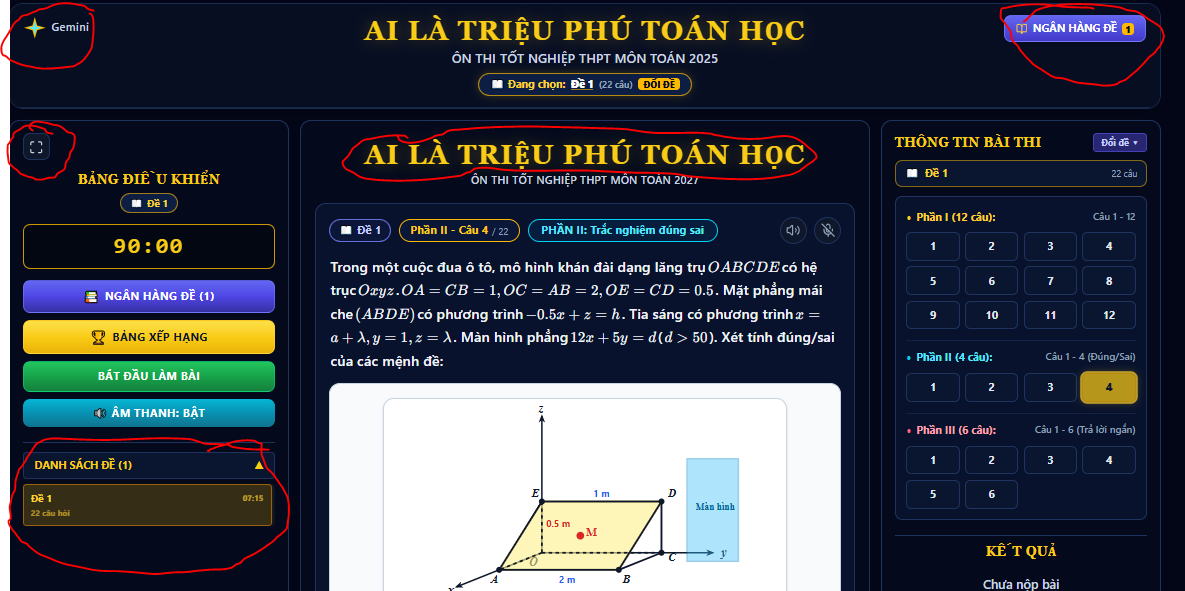 Gemini
AI LÀ TRIỆU PHÚ TOÁN HỌC
ÔN THI TỐT NGHIỆP THPT MÔN TOÁN 2025
Đang chọn: Đề 1 (22 câu) ĐỔI ĐỀ
NGÂN HÀNG ĐỀ 1
BẢNG ĐIỀU KHIỂN
Đề 1
90:00
NGÂN HÀNG ĐỀ (1)
BẢNG XẾP HẠNG
BẮT ĐẦU LÀM BÀI
ÂM THANH: BẬT
DANH SÁCH ĐỀ (1) ▲
Đề 1 07:15
22 câu hỏi
AI LÀ TRIỆU PHÚ TOÁN HỌC
ÔN THI TỐT NGHIỆP THPT MÔN TOÁN 2027
Đề 1 Phần II - Câu 4 / 22 PHẦN II: Trắc nghiệm đúng sai
Trong một cuộc đua ô tô, mô hình khán đài dạng lăng trụ OABCDE có hệ
trục Oxyz. OA = CB = 1, OC = AB = 2, OE = CD = 0.5. Mặt phẳng mái
che (ABDE) có phương trình −0.5x + z = h. Tia sáng có phương trình x =
a + λ, y = 1, z = λ. Màn hình phẳng 12x + 5y = d (d > 50). Xét tính đúng/sai
của các mệnh đề:
z
E 1 m D
Màn hình
0.5 m M
O C y
A 2 m B
x
THÔNG TIN BÀI THI Đổi đề ▾
Đề 1 22 câu
• Phần I (12 câu): Câu 1 - 12
1 2 3 4
5 6 7 8
9 10 11 12
• Phần II (4 câu): Câu 1 - 4 (Đúng/Sai)
1 2 3 4
• Phần III (6 câu): Câu 1 - 6 (Trả lời ngắn)
1 2 3 4
5 6
KẾT QUẢ
Chưa nộp bài